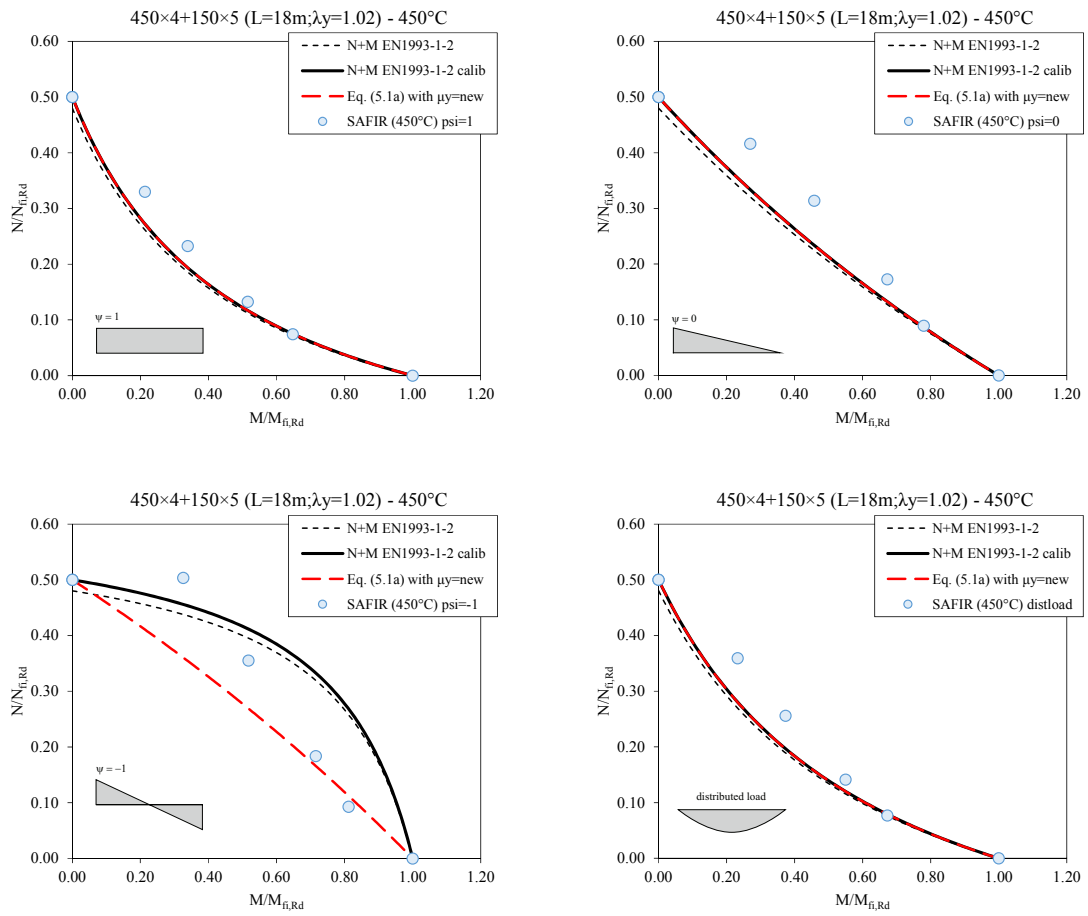 450×4+150×5 (L=18m;λy=1.02) - 450°C
N+M EN1993-1-2
N+M EN1993-1-2 calib
Eq. (5.1a) with μy=new
SAFIR (450°C) psi=1
0.60
0.50
0.40
0.30
0.20
0.10
0.00
N/Nfi,Rd
ψ = 1
0.00 0.20 0.40 0.60 0.80 1.00 1.20
M/Mfi,Rd
450×4+150×5 (L=18m;λy=1.02) - 450°C
N+M EN1993-1-2
N+M EN1993-1-2 calib
Eq. (5.1a) with μy=new
SAFIR (450°C) psi=0
0.60
0.50
0.40
0.30
0.20
0.10
0.00
N/Nfi,Rd
ψ = 0
0.00 0.20 0.40 0.60 0.80 1.00 1.20
M/Mfi,Rd
450×4+150×5 (L=18m;λy=1.02) - 450°C
N+M EN1993-1-2
N+M EN1993-1-2 calib
Eq. (5.1a) with μy=new
SAFIR (450°C) psi=-1
0.60
0.50
0.40
0.30
0.20
0.10
0.00
N/Nfi,Rd
ψ = −1
0.00 0.20 0.40 0.60 0.80 1.00 1.20
M/Mfi,Rd
450×4+150×5 (L=18m;λy=1.02) - 450°C
N+M EN1993-1-2
N+M EN1993-1-2 calib
Eq. (5.1a) with μy=new
SAFIR (450°C) distload
0.60
0.50
0.40
0.30
0.20
0.10
0.00
N/Nfi,Rd
distributed load
0.00 0.20 0.40 0.60 0.80 1.00 1.20
M/Mfi,Rd